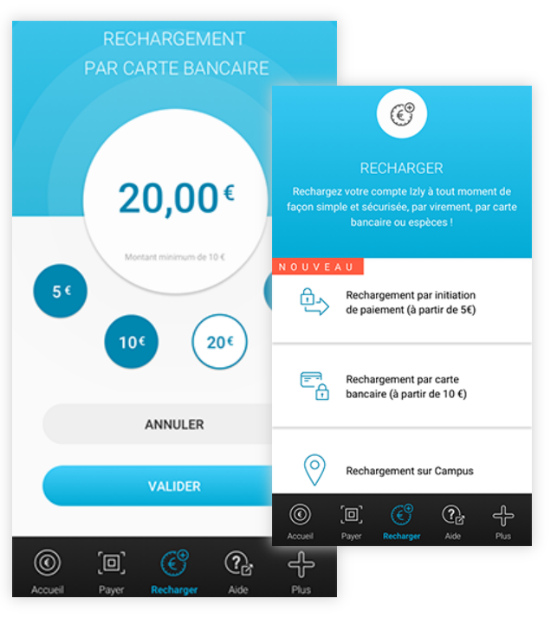 RECHARGEMENT
PAR CARTE BANCAIRE
20,00 €
Montant minimum de 10 €
5 €
10 €
20 €
ANNULER
VALIDER
Accueil
Payer
Recharger
Aide
Plus
RECHARGER
Rechargez votre compte Izly à tout moment de
façon simple et sécurisée, par virement, par carte
bancaire ou espèces !
NOUVEAU
Rechargement par initiation
de paiement (à partir de 5€)
Rechargement par carte
bancaire (à partir de 10 €)
Rechargement sur Campus
Accueil
Payer
Recharger
Aide
Plus